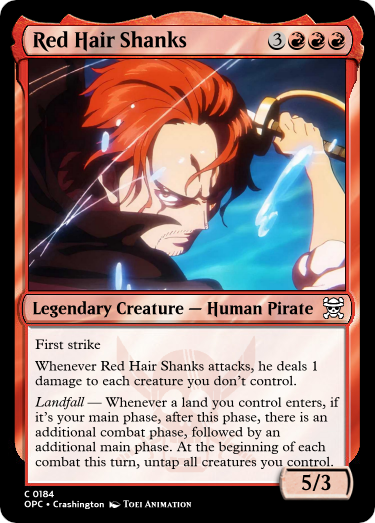 Red Hair Shanks 3
Legendary Creature — Human Pirate
First strike
Whenever Red Hair Shanks attacks, he deals 1
damage to each creature you don't control.
Landfall — Whenever a land you control enters, if
it's your main phase, after this phase, there is an
additional combat phase, followed by an
additional main phase. At the beginning of each
combat this turn, untap all creatures you control.
5/3
C 0184
OPC • Crashington TOEI ANIMATION